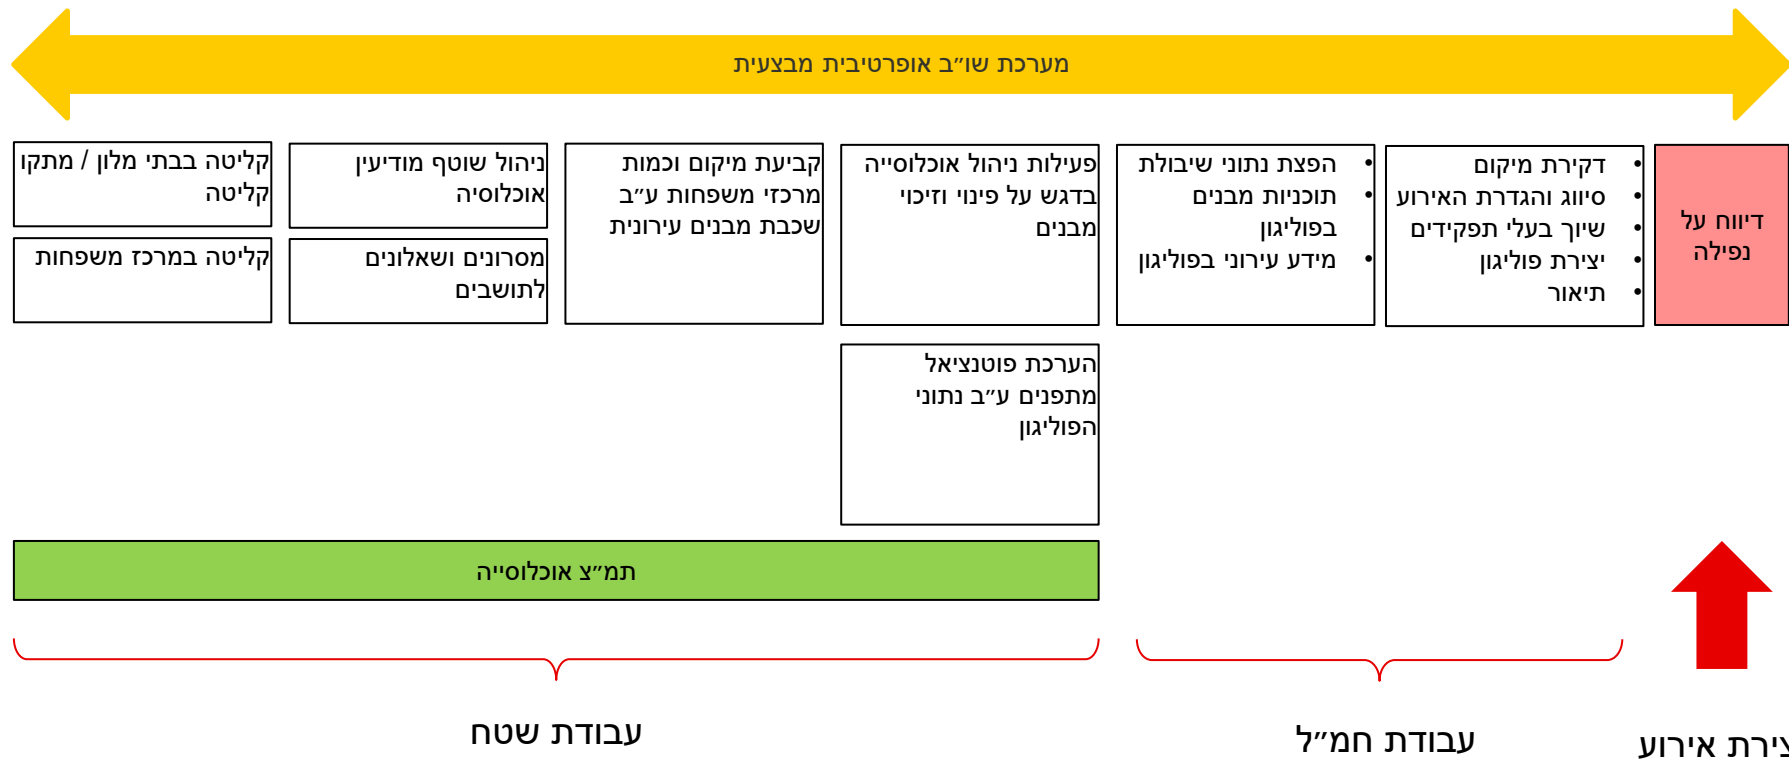 מערכת שו״ב אופרטיבית מבצעית
דיווח על
נפילה
• דקירת מיקום
• סיווג והגדרת האירוע
• שיוך בעלי תפקידים
• יצירת פוליגון
• תיאור
• הפצת נתוני שיבולת
• תוכניות מבנים
בפוליגון
• מידע עירוני בפוליגון
פעילות ניהול אוכלוסייה
בדגש על פינוי וזיכוי
מבנים
הערכת פוטנציאל
מתפנים ע״ב נתוני
הפוליגון
קביעת מיקום וכמות
מרכזי משפחות ע״ב
שכבת מבנים עירונית
ניהול שוטף מודיעין
אוכלוסיה
מסרונים ושאלונים
לתושבים
קליטה בבתי מלון / מתקו
קליטה
קליטה במרכז משפחות
תמ״צ אוכלוסייה
צירת אירוע
עבודת חמ״ל
עבודת שטח